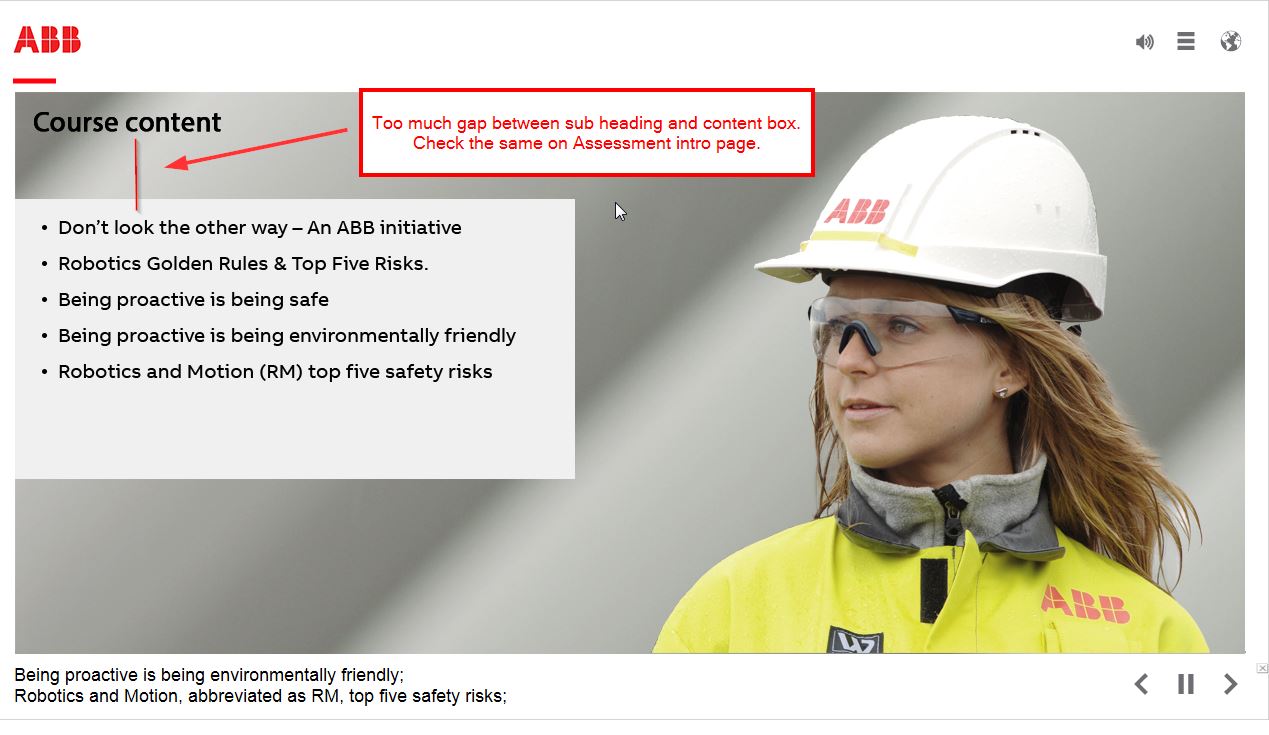 ABB
Course content
Too much gap between sub heading and content box.
Check the same on Assessment intro page.
• Don’t look the other way – An ABB initiative
• Robotics Golden Rules & Top Five Risks.
• Being proactive is being safe
• Being proactive is being environmentally friendly
• Robotics and Motion (RM) top five safety risks
ABB
ABB
Being proactive is being environmentally friendly;
Robotics and Motion, abbreviated as RM, top five safety risks;